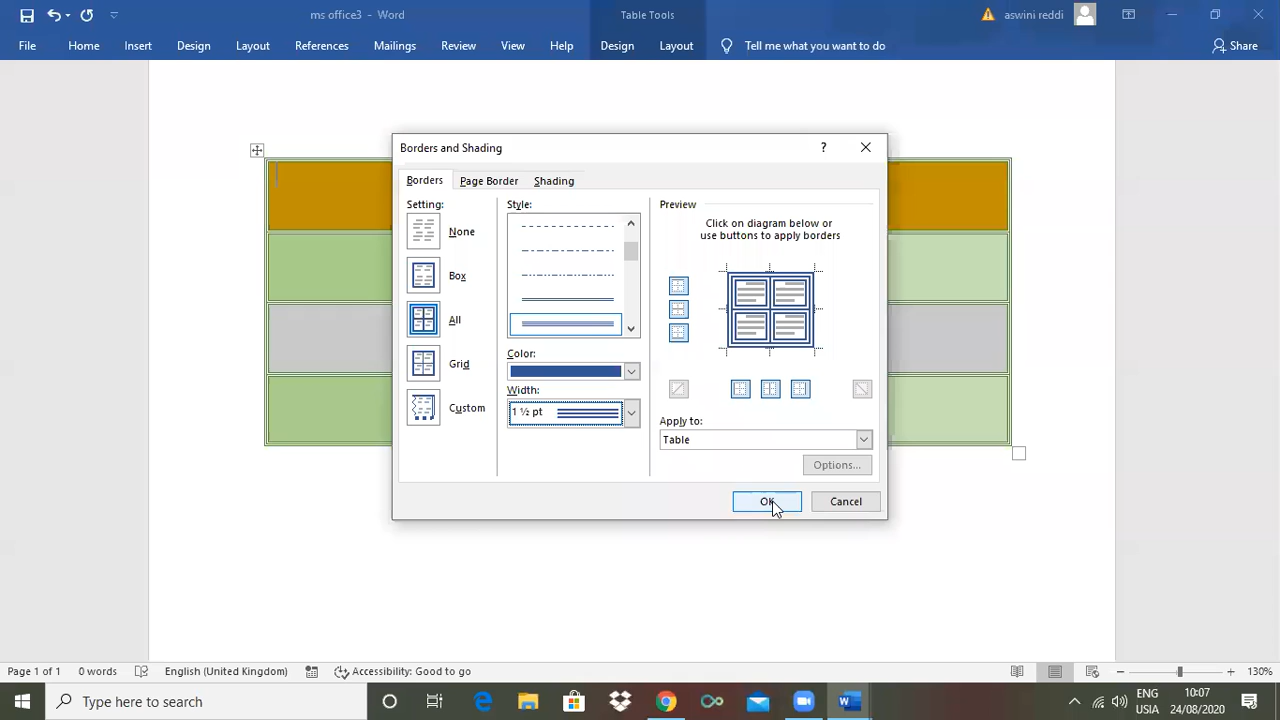 ms office3 - Word
Table Tools
aswini reddi
File Home Insert Design Layout References Mailings Review View Help Design Layout Tell me what you want to do Share
Borders and Shading
?
Borders Page Border Shading
Setting:
None
Box
All
Grid
Custom
Style:
Color:
Width:
1 ½ pt
Preview
Click on diagram below or
use buttons to apply borders
Apply to:
Table
Options...
OK Cancel
Page 1 of 1 0 words English (United Kingdom) Accessibility: Good to go 130%
Type here to search
ENG
USIA
10:07
24/08/2020